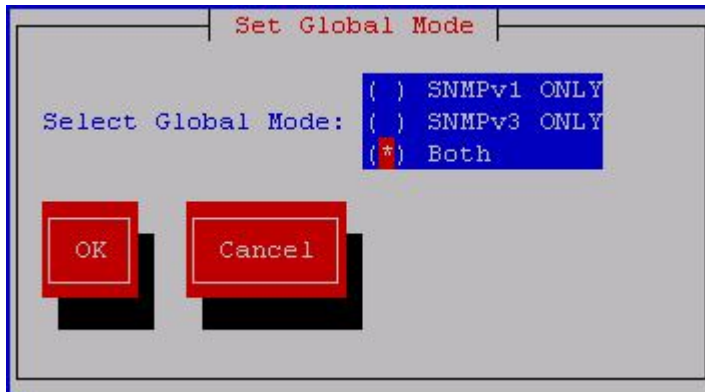 Set Global Mode
( ) SNMPv1 ONLY
Select Global Mode: ( ) SNMPv3 ONLY
(*) Both
OK Cancel